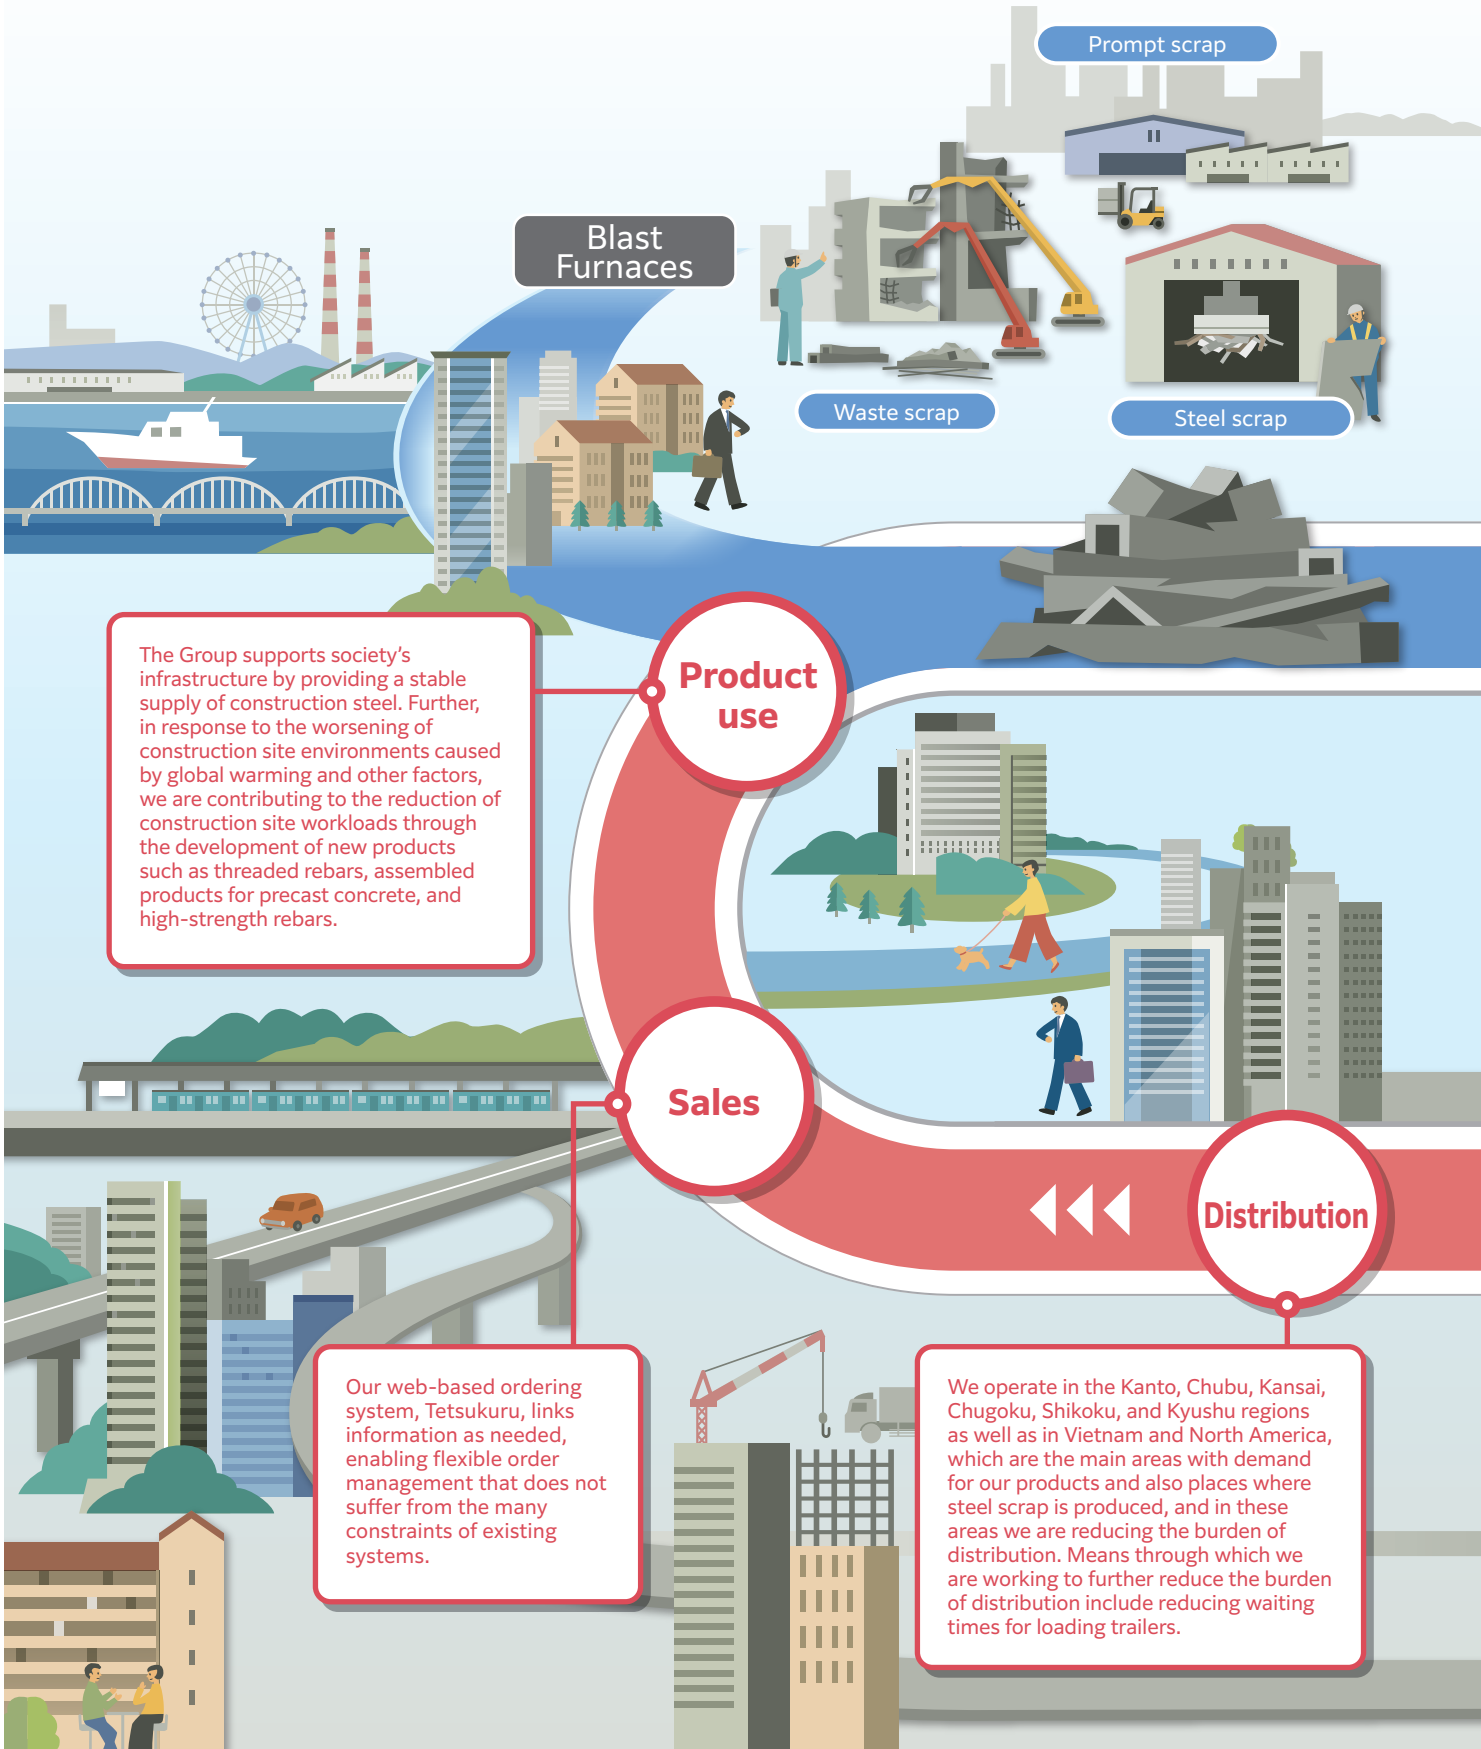 Prompt scrap
Blast
Furnaces
Waste scrap
Steel scrap
Product
use
The Group supports society’s
infrastructure by providing a stable
supply of construction steel. Further,
in response to the worsening of
construction site environments caused
by global warming and other factors,
we are contributing to the reduction of
construction site workloads through
the development of new products
such as threaded rebars, assembled
products for precast concrete, and
high-strength rebars.
Sales
Distribution
Our web-based ordering
system, Tetsukuru, links
information as needed,
enabling flexible order
management that does not
suffer from the many
constraints of existing
systems.
We operate in the Kanto, Chubu, Kansai,
Chugoku, Shikoku, and Kyushu regions
as well as in Vietnam and North America,
which are the main areas with demand
for our products and also places where
steel scrap is produced, and in these
areas we are reducing the burden of
distribution. Means through which we
are working to further reduce the burden
of distribution include reducing waiting
times for loading trailers.